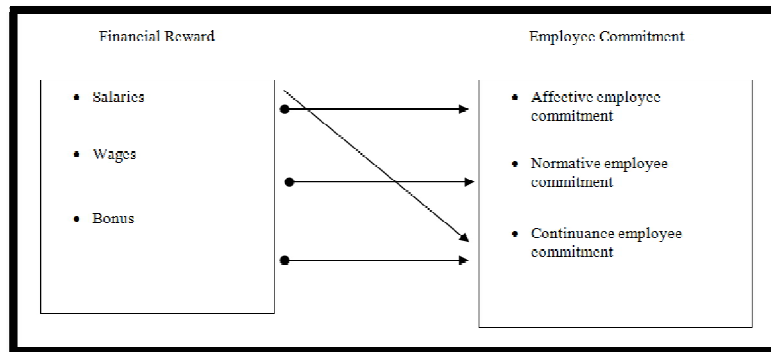 Financial Reward
Employee Commitment
• Salaries
• Wages
• Bonus
• Affective employee
commitment
• Normative employee
commitment
• Continuance employee
commitment